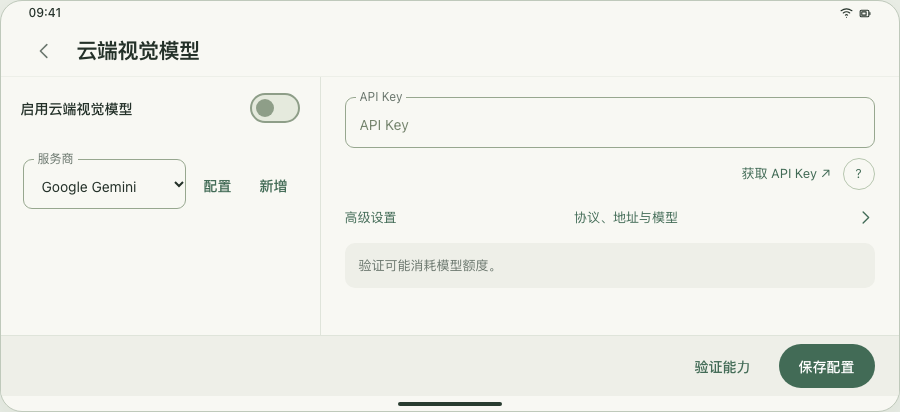 09:41
云端视觉模型
启用云端视觉模型
服务商
Google Gemini
配置
新增
API Key
API Key
获取 API Key ↗
?
高级设置
协议、地址与模型
验证可能消耗模型额度。
验证能力
保存配置